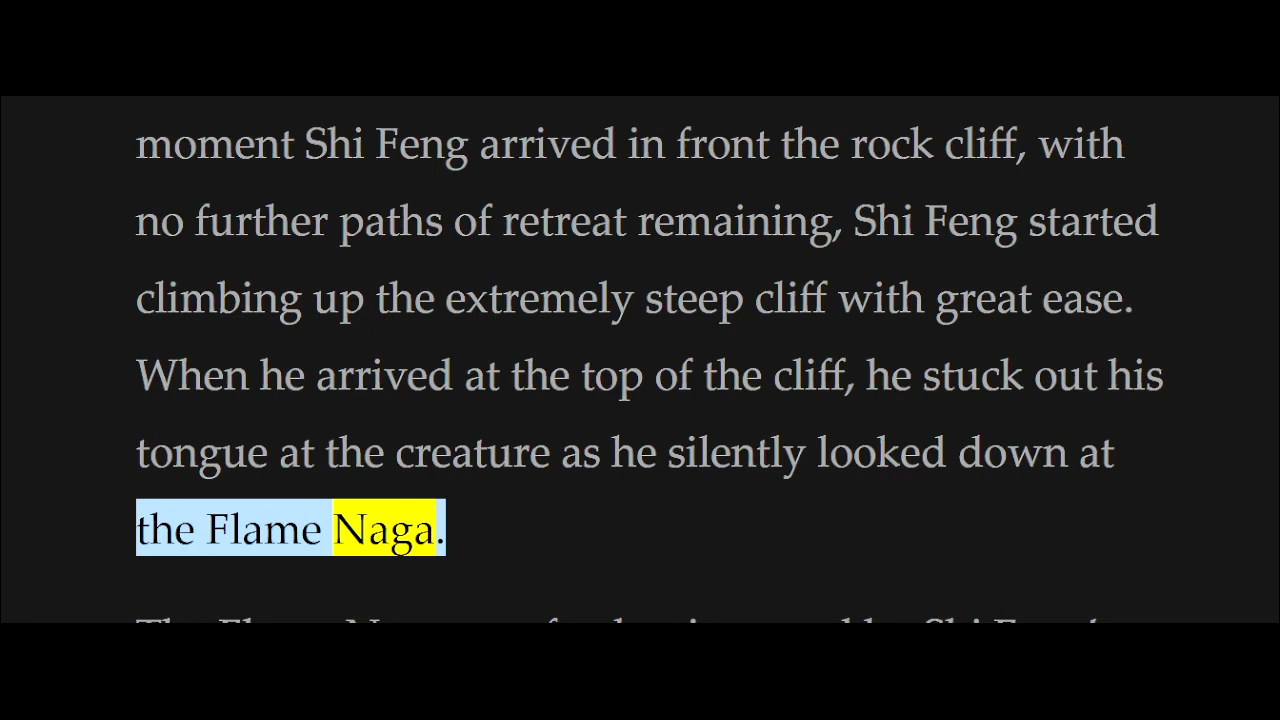 moment Shi Feng arrived in front the rock cliff, with
no further paths of retreat remaining, Shi Feng started
climbing up the extremely steep cliff with great ease.
When he arrived at the top of the cliff, he stuck out his
tongue at the creature as he silently looked down at
the Flame Naga.